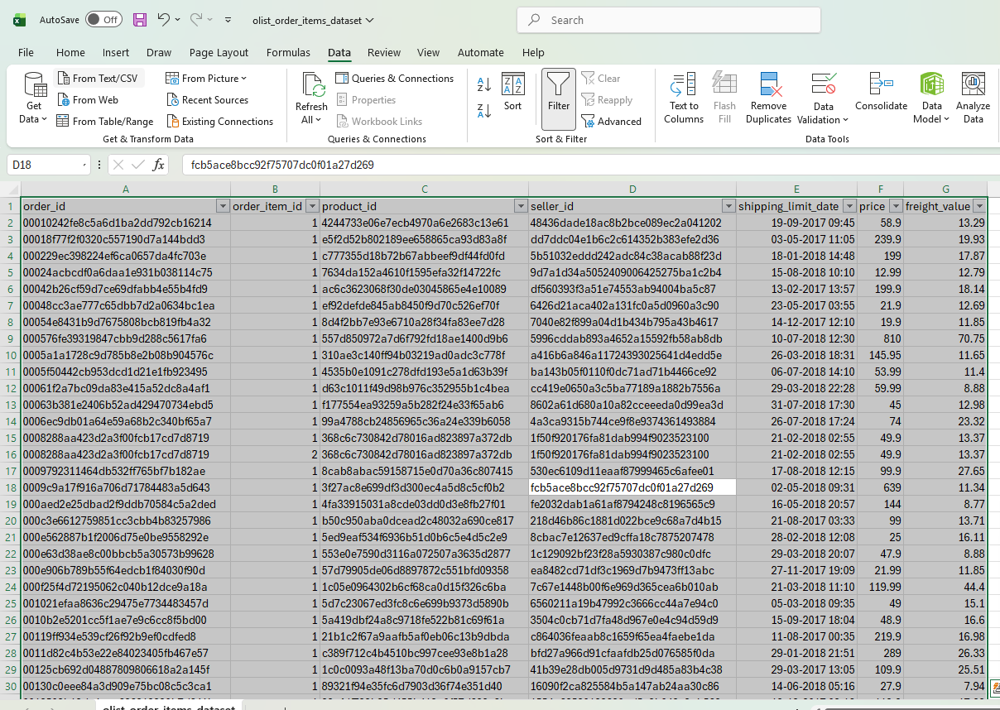 AutoSave Off olist_order_items_dataset Search
File Home Insert Draw Page Layout Formulas Data Review View Automate Help
Get Data From Text/CSV From Web From Table/Range From Picture Recent Sources Existing Connections
Refresh All Queries & Connections Properties Workbook Links
Sort Filter Clear Reapply Advanced
Text to Columns Flash Fill Remove Duplicates Data Validation Consolidate Data Model Analyze Data
Get & Transform Data Queries & Connections Sort & Filter Data Tools
D18 fx fcb5ace8bcc92f75707dc0f01a27d269
A B C D E F G
1 order_id order_item_id product_id seller_id shipping_limit_date price freight_value
2 00010242fe8c5a6d1ba2dd792cb16214 1 4244733e06e7ecb4970a6e2683c13e61 48436dade18ac8b2bce089ec2a041202 19-09-2017 09:45 58.9 13.29
3 00018f77f2f0320c557190d7a144bdd3 1 e5f2d52b802189ee658865ca93d83a8f dd7ddc04e1b6c2c614352b383efe2d36 03-05-2017 11:05 239.9 19.93
4 000229ec398224ef6ca0657da4fc703e 1 c777355d18b72b67abbeef9df44fd0fd 5b51032eddd242adc84c38acab88f23d 18-01-2018 14:48 199 17.87
5 00024acbcdf0a6daa1e931b038114c75 1 7634da152a4610f1595efa32f14722fc 9d7a1d34a5052409006425275ba1c2b4 15-08-2018 10:10 12.99 12.79
6 00042b26cf59d7ce69dfabb4e55b4fd9 1 ac6c3623068f30de03045865e4e10089 df560393f3a51e74553ab94004ba5c87 13-02-2017 13:57 199.9 18.14
7 00048cc3ae777c65dbb7d2a0634bc1ea 1 ef92defde845ab8450f9d70c526ef70f 6426d21aca402a131fc0a5d0960a3c90 23-05-2017 03:55 21.9 12.69
8 00054e8431b9d7675808bcb819fb4a32 1 8d4f2bb7e93e6710a28f34fa83ee7d28 7040e82f899a04d1b434b795a43b4617 14-12-2017 12:10 19.9 11.85
9 000576fe39319847cbb9d288c5617fa6 1 557d850972a7d6f792fd18ae1400d9b6 5996cddab893a4652a15592fb58ab8db 10-07-2018 12:30 810 70.75
10 0005a1a1728c9d785b8e2b08b904576c 1 310ae3c140ff94b03219ad0adc3c778f a416b6a846a11724393025641d4edd5e 26-03-2018 18:31 145.95 11.65
11 0005f50442cb953dcd1d21e1fb923495 1 4535b0e1091c278dfd193e5a1d63b39f ba143b05f0110f0dc71ad71b4466ce92 06-07-2018 14:10 53.99 11.4
12 00061f2a7bc09da83e415a52dc8a4af1 1 d63c1011f49d98b976c352955b1c4bea cc419e0650a3c5ba77189a1882b7556a 29-03-2018 22:28 59.99 8.88
13 00063b381e2406b52ad429470734ebd5 1 f177554ea93259a5b282f24e33f65ab6 8602a61d680a10a82cceeeda0d99ea3d 31-07-2018 17:30 45 12.98
14 0006ec9db01a64e59a68b2c340bf65a7 1 99a4788cb24856965c36a24e339b6058 4a3ca9315b744ce9f8e9374361493884 26-07-2018 17:24 74 23.32
15 0008288aa423d2a3f00fcb17cd7d8719 1 368c6c730842d78016ad823897a372db 1f50f920176fa81dab994f9023523100 21-02-2018 02:55 49.9 13.37
16 0008288aa423d2a3f00fcb17cd7d8719 2 368c6c730842d78016ad823897a372db 1f50f920176fa81dab994f9023523100 21-02-2018 02:55 49.9 13.37
17 0009792311464db532ff765bf7b182ae 1 8cab8abac59158715e0d70a36c807415 530ec6109d11eaaf87999465c6afee01 17-08-2018 12:15 99.9 27.65
18 0009c9a17f916a706d71784483a5d643 1 3f27ac8e699df3d300ec4a5d8c5cf0b2 fcb5ace8bcc92f75707dc0f01a27d269 02-05-2018 09:31 639 11.34
19 000aed2e25dbad2f9ddb70584c5a2ded 1 4fa33915031a8cde03dd0d3e8fb27f01 fe2032dab1a61af8794248c8196565c9 16-05-2018 20:57 144 8.77
20 000c3e6612759851cc3cbb4b83257986 1 b50c950aba0dcead2c48032a690ce817 218d46b86c1881d022bce9c68a7d4b15 21-08-2017 03:33 99 13.71
21 000e562887b1f2006d75e0be9558292e 1 5ed9eaf534f6936b51d0b6c5e4d5c2e9 8cbac7e12637ed9cffa18c7875207478 28-02-2018 12:08 25 16.11
22 000e63d38ae8c00bbcb5a30573b99628 1 553e0e7590d3116a072507a3635d2877 1c129092bf23f28a5930387c980c0dfc 29-03-2018 20:07 47.9 8.88
23 000e906b789b55f64edcb1f84030f90d 1 57d79905de06d8897872c551bfd09358 ea8482cd71df3c1969d7b9473ff13abc 27-11-2017 19:09 21.99 11.85
24 000f25f4d72195062c040b12dce9a18a 1 1c05e0964302b6cf68ca0d15f326c6ba 7c67e1448b00f6e969d365cea6b010ab 21-03-2018 11:10 119.99 44.4
25 001021efaa8636c29475e7734483457d 1 5d7c23067ed3fc8c6e699b9373d5890b 6560211a19b47992c3666cc44a7e94c0 05-03-2018 09:35 49 15.1
26 0010b2e5201cc5f1ae7e9c6cc8f5bd00 1 5a419dbf24a8c9718fe522b81c69f61a 3504c0cb71d7fa48d967e0e4c94d59d9 15-09-2017 18:04 48.9 16.6
27 00119ff934e539cf26f92b9ef0cdfed8 1 21b1c2f67a9aafb5af0eb06c13b9dbda c864036feaab8c1659f65ea4faebe1da 11-08-2017 00:35 219.9 16.98
28 0011d82c4b53e22e84023405fb467e57 1 c389f712c4b4510bc997cee93e8b1a28 bfd27a966d91cfaafdb25d076585f0da 29-01-2018 21:51 289 26.33
29 00125cb692d04887809806618a2a145f 1 1c0c0093a48f13ba70d0c6b0a9157cb7 41b39e28db005d9731d9d485a83b4c38 29-03-2017 13:05 109.9 25.51
30 00130c0eee84a3d909e75bc08c5c3ca1 1 89321f94e35fc6d7903d36f74e351d40 16090f2ca825584b5a147ab24aa30c86 14-06-2018 05:16 27.9 7.94
olist_order_items_dataset